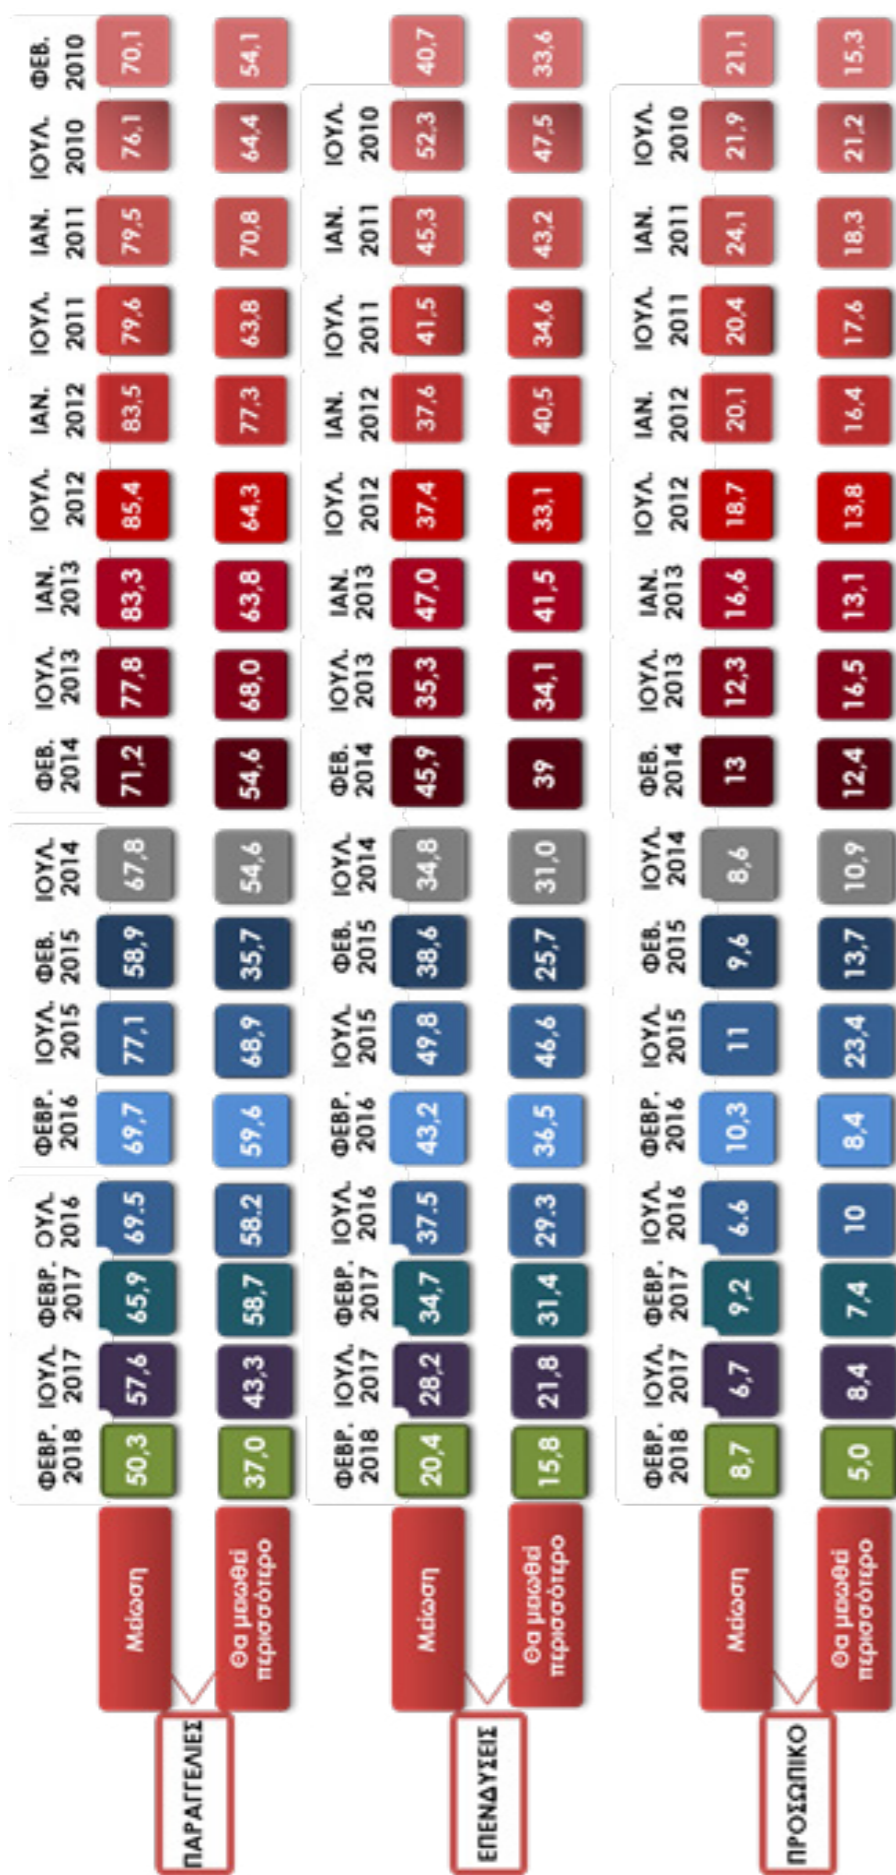 ΠΑΡΑΓΓΕΛΙΕΣ
ΦΕΒΡ. 2018 ΙΟΥΛ. 2017 ΦΕΒΡ. 2017 ΟΥΛ. 2016 ΦΕΒΡ. 2016 ΙΟΥΛ. 2015 ΦΕΒ. 2015 ΙΟΥΛ. 2014 ΦΕΒ. 2014 ΙΟΥΛ. 2013 ΙΑΝ. 2013 ΙΟΥΛ. 2012 ΙΑΝ. 2012 ΙΟΥΛ. 2011 ΙΑΝ. 2011 ΙΟΥΛ. 2010 ΦΕΒ. 2010
Μείωση 50,3 57,6 65,9 69.5 69,7 77,1 58,9 67,8 71,2 77,8 83,3 85,4 83,5 79,6 79,5 76,1 70,1
Θα μειωθεί περισσότερο 37,0 43,3 58,7 58.2 59,6 68,9 35,7 54,6 54,6 68,0 63,8 64,3 77,3 63,8 70,8 64,4 54,1
ΕΠΕΝΔΥΣΕΙΣ
ΦΕΒΡ. 2018 ΙΟΥΛ. 2017 ΦΕΒΡ. 2017 ΙΟΥΛ. 2016 ΦΕΒΡ. 2016 ΙΟΥΛ. 2015 ΦΕΒ. 2015 ΙΟΥΛ. 2014 ΦΕΒ. 2014 ΙΟΥΛ. 2013 ΙΑΝ. 2013 ΙΟΥΛ. 2012 ΙΑΝ. 2012 ΙΟΥΛ. 2011 ΙΑΝ. 2011 ΙΟΥΛ. 2010
Μείωση 20,4 28,2 34,7 37.5 43,2 49,8 38,6 34,8 45,9 35,3 47,0 37,4 37,6 41,5 45,3 52,3 40,7
Θα μειωθεί περισσότερο 15,8 21,8 31,4 29.3 36,5 46,6 25,7 31,0 39 34,1 41,5 33,1 40,5 34,6 43,2 47,5 33,6
ΠΡΟΣΩΠΙΚΟ
ΦΕΒΡ. 2018 ΙΟΥΛ. 2017 ΦΕΒΡ. 2017 ΙΟΥΛ. 2016 ΦΕΒΡ. 2016 ΙΟΥΛ. 2015 ΦΕΒ. 2015 ΙΟΥΛ. 2014 ΦΕΒ. 2014 ΙΟΥΛ. 2013 ΙΑΝ. 2013 ΙΟΥΛ. 2012 ΙΑΝ. 2012 ΙΟΥΛ. 2011 ΙΑΝ. 2011 ΙΟΥΛ. 2010
Μείωση 8,7 6,7 9,2 6.6 10,3 11 9,6 8,6 13 12,3 16,6 18,7 20,1 20,4 24,1 21,9 21,1
Θα μειωθεί περισσότερο 5,0 8,4 7,4 10 8,4 23,4 13,7 10,9 12,4 16,5 13,1 13,8 16,4 17,6 18,3 21,2 15,3